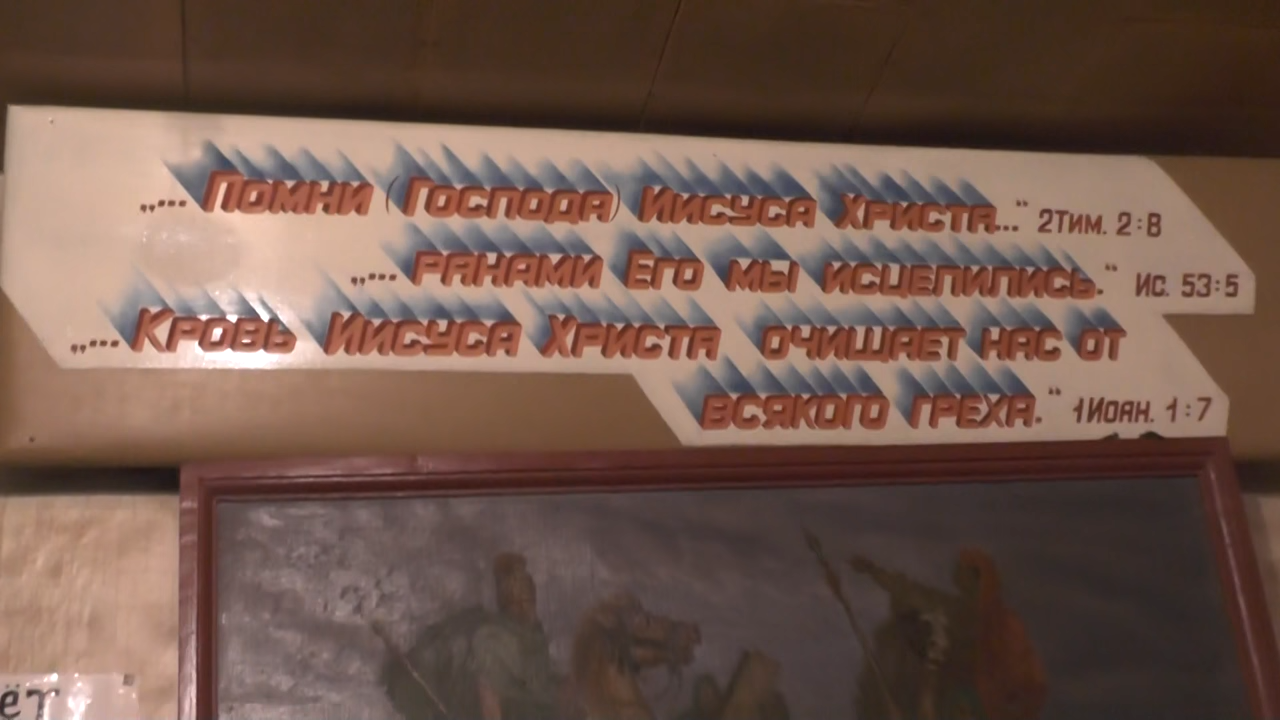 „... Помни (Господа) Иисуса Христа...“ 2Тим. 2:8
„... ранами Его мы исцелились.“ Ис. 53:5
„... Кровь Иисуса Христа очищает нас от
всякого греха.“ 1Иоан. 1:7
ёт